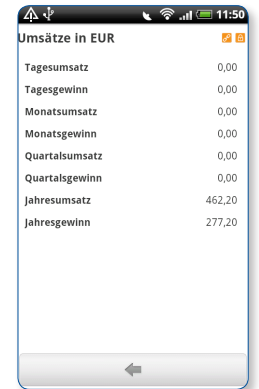 11:50
Umsätze in EUR
Tagesumsatz 0,00
Tagesgewinn 0,00
Monatsumsatz 0,00
Monatsgewinn 0,00
Quartalsumsatz 0,00
Quartalsgewinn 0,00
Jahresumsatz 462,20
Jahresgewinn 277,20